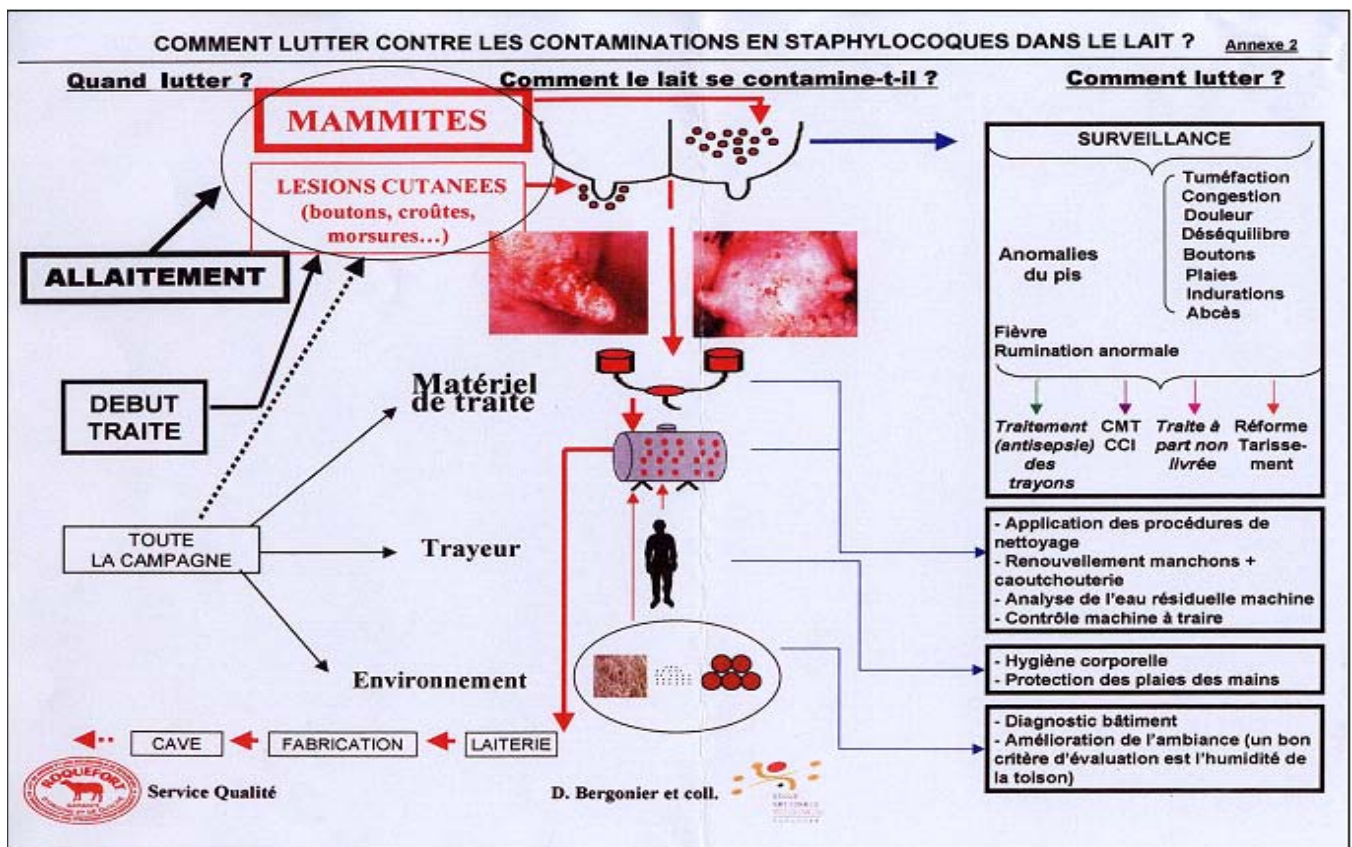 COMMENT LUTTER CONTRE LES CONTAMINATIONS EN STAPHYLOCOQUES DANS LE LAIT ?
Annexe 2
Quand lutter ?
Comment le lait se contamine-t-il ?
Comment lutter ?
MAMMITES
LESIONS CUTANEES
(boutons, croûtes,
morsures...)
ALLAITEMENT
DEBUT
TRAITE
TOUTE
LA CAMPAGNE
Matériel
de traite
Trayeur
Environnement
CAVE
FABRICATION
LAITERIE
ROQUEFORT
Service Qualité
D. Bergonier et coll.
SURVEILLANCE
Anomalies
du pis
Tuméfaction
Congestion
Douleur
Déséquilibre
Boutons
Plaies
Indurations
Abcès
Fièvre
Rumination anormale
Traitement
(antisepsie)
des
trayons
CMT
CCI
Traite à
part non
livrée
Réforme
Tarisse-
ment
- Application des procédures de
nettoyage
- Renouvellement manchons +
caoutchouterie
- Analyse de l'eau résiduelle machine
- Contrôle machine à traire
- Hygiène corporelle
- Protection des plaies des mains
- Diagnostic bâtiment
- Amélioration de l'ambiance (un bon
critère d'évaluation est l'humidité de
la toison)